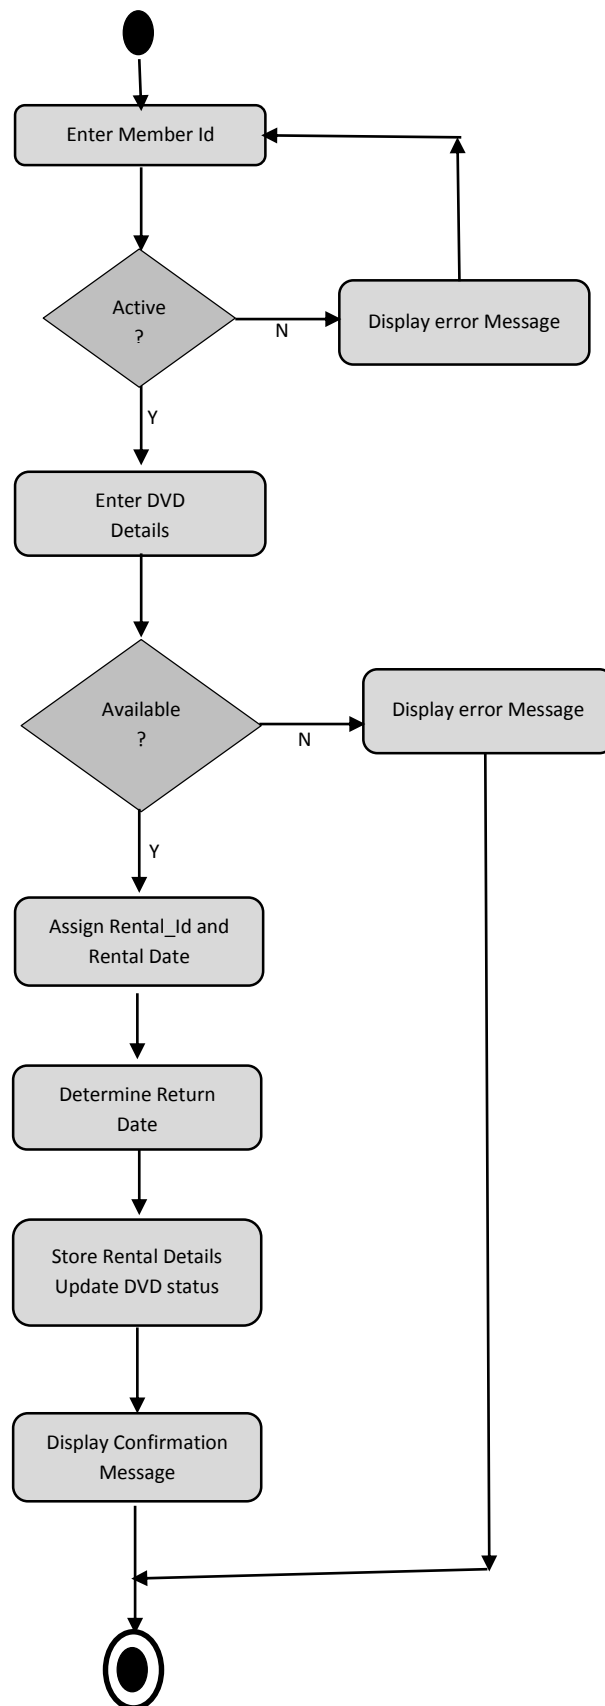 Enter Member Id
Active
?
N
Display error Message
Y
Enter DVD
Details
Available
?
N
Display error Message
Y
Assign Rental_Id and
Rental Date
Determine Return
Date
Store Rental Details
Update DVD status
Display Confirmation
Message